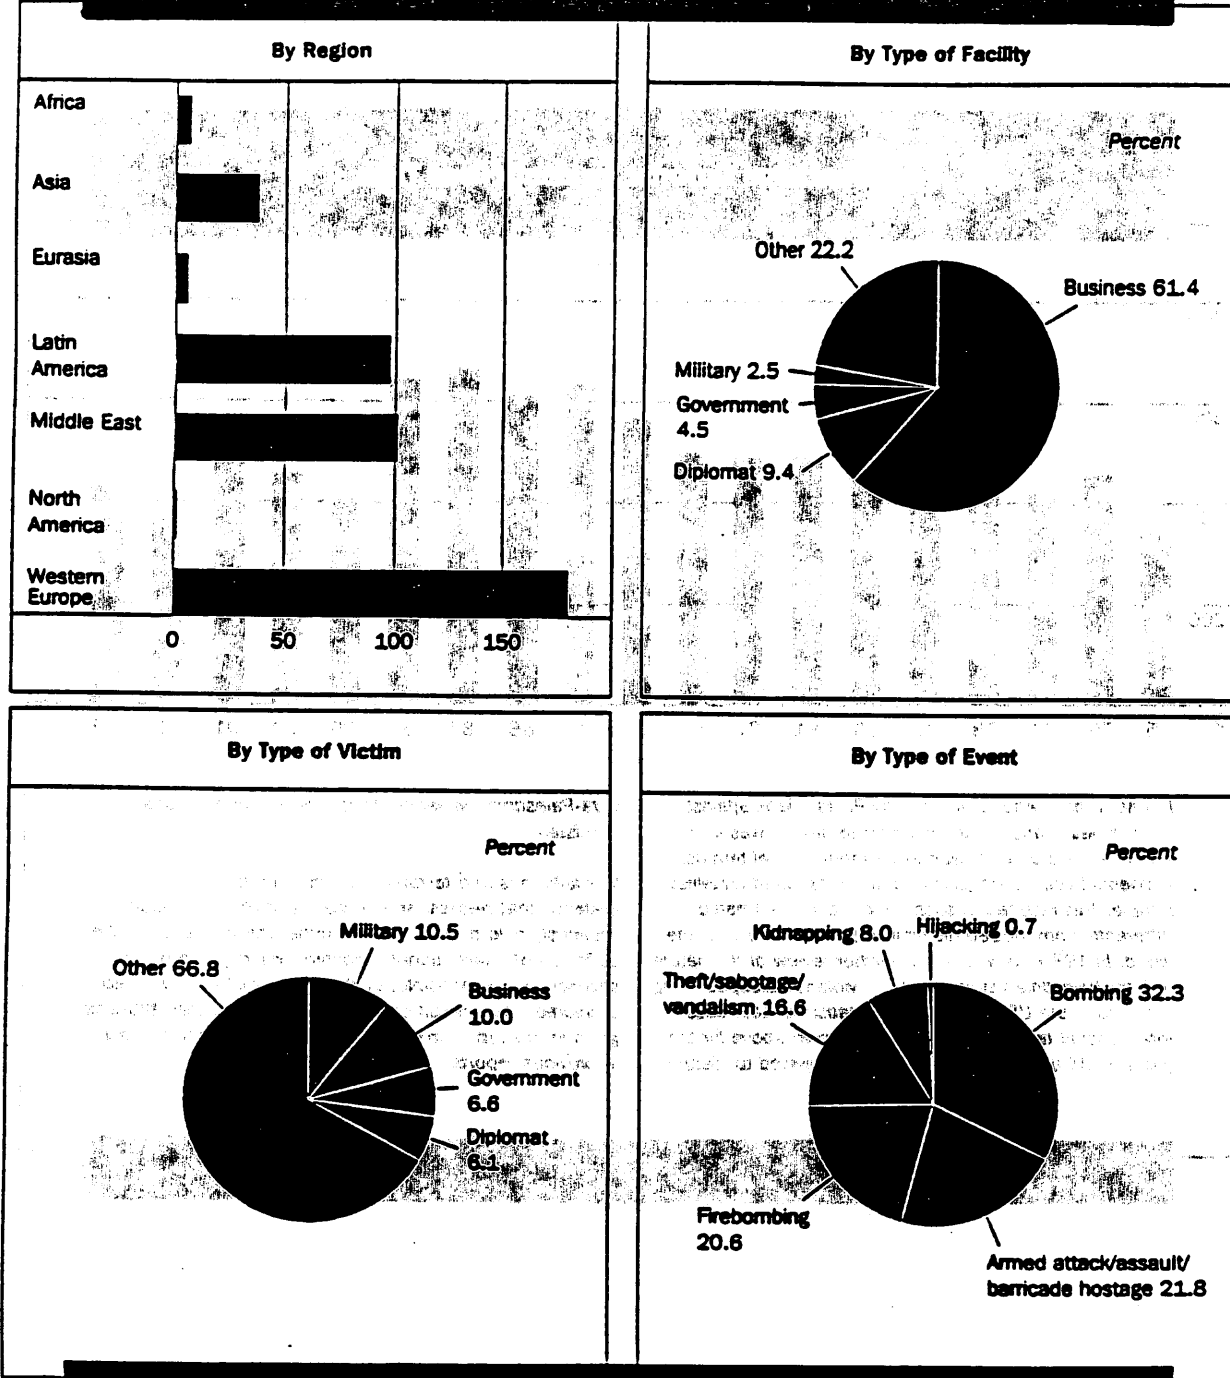 By Region
Africa
Asia
Eurasia
Latin
America
Middle East
North
America
Western
Europe
0 50 100 150
By Type of Facility
Percent
Other 22.2
Business 61.4
Military 2.5
Government
4.5
Diplomat 9.4
By Type of Victim
Percent
Military 10.5
Other 66.8
Business
10.0
Government
6.6
Diplomat
6.1
By Type of Event
Percent
Kidnapping 8.0
Hijacking 0.7
Theft/sabotage/
vandalism 16.6
Bombing 32.3
Firebombing
20.6
Armed attack/assault/
barricade hostage 21.8